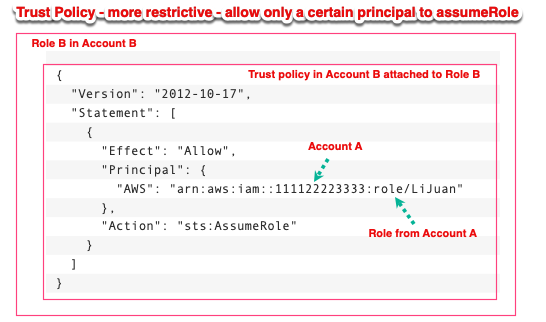 Trust Policy - more restrictive - allow only a certain principal to assumeRole
Role B in Account B
{ Trust policy in Account B attached to Role B
"Version": "2012-10-17",
"Statement": [
{
"Effect": "Allow",
Account A
"Principal": {
"AWS": "arn:aws:iam::111122223333:role/LiJuan"
},
"Action": "sts:AssumeRole"
Role from Account A
}
]
}